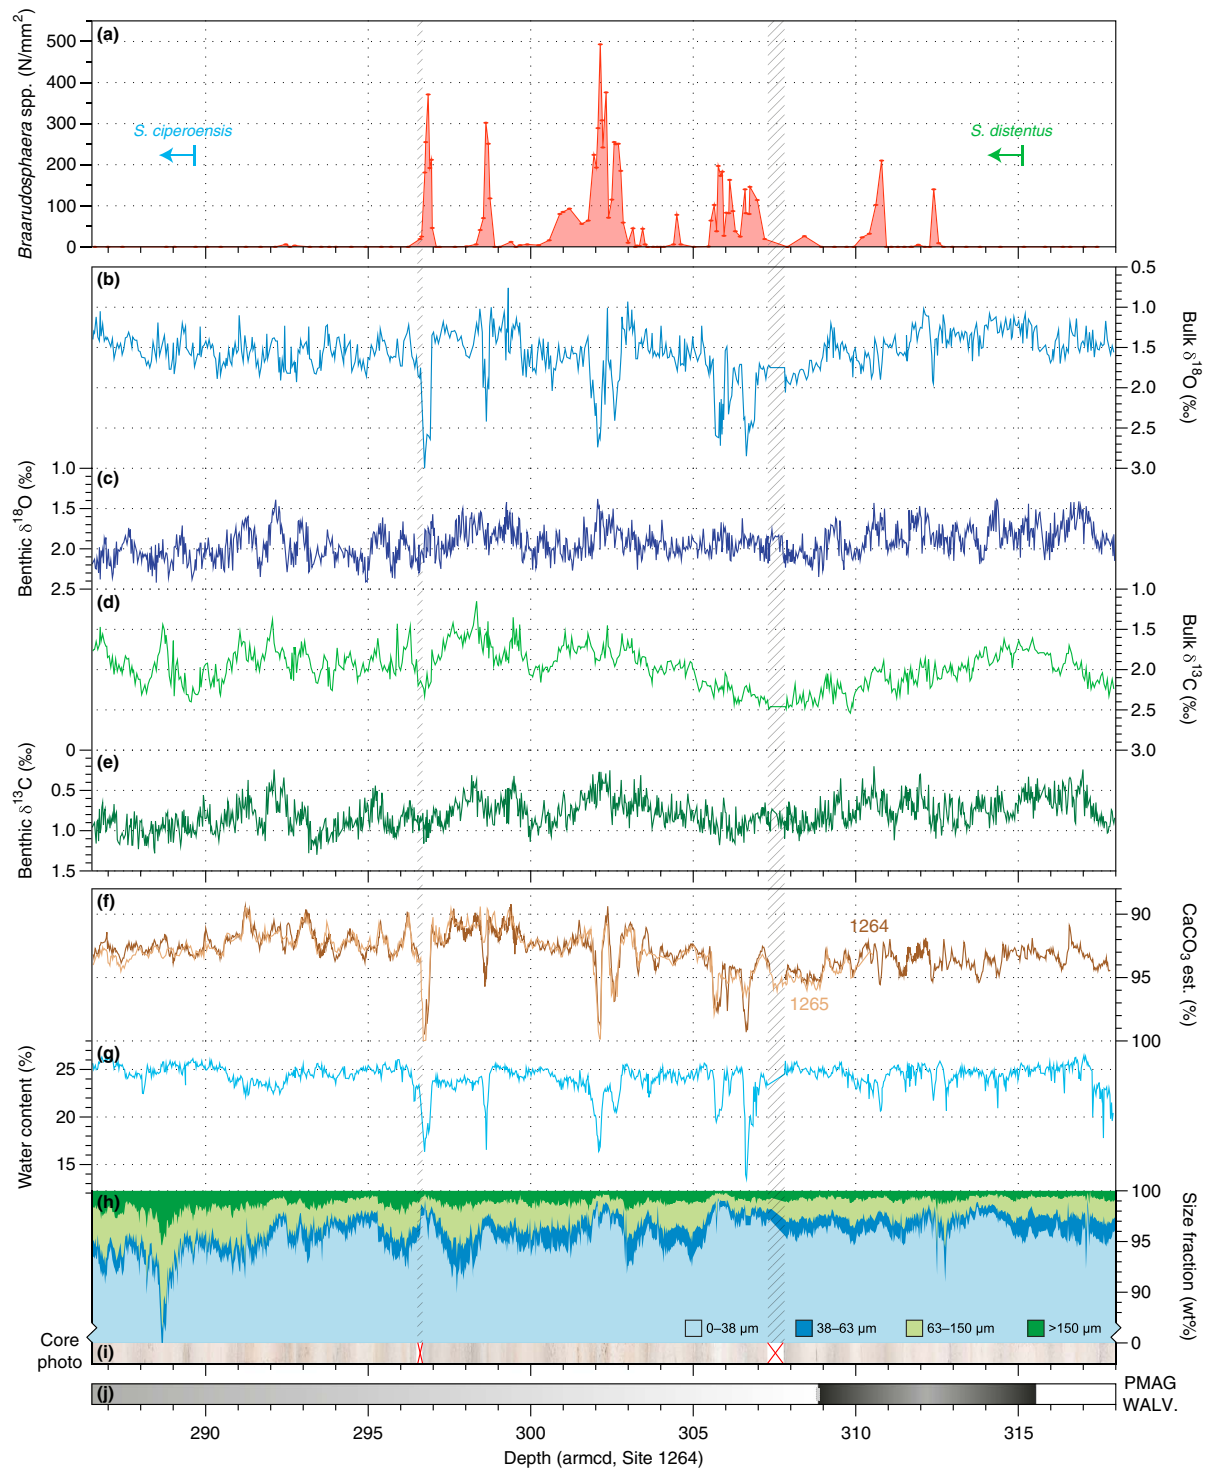 (a)
Braarudosphaera spp. (N/mm²)
500
400
300
200
100
0
S. ciperoensis
S. distentus
(b)
0.5
1.0
1.5
2.0
2.5
3.0
Bulk δ¹⁸O (‰)
(c)
1.0
1.5
2.0
2.5
Benthic δ¹⁸O (‰)
(d)
1.0
1.5
2.0
2.5
3.0
Bulk δ¹³C (‰)
(e)
0
0.5
1.0
1.5
Benthic δ¹³C (‰)
(f)
1264
1265
90
95
100
CaCO₃ est. (%)
(g)
25
20
15
Water content (%)
(h)
100
95
90
0
Size fraction (wt%)
0–38 µm
38–63 µm
63–150 µm
>150 µm
Core
photo
(i)
(j)
PMAG
WALV.
290
295
300
305
310
315
Depth (armcd, Site 1264)